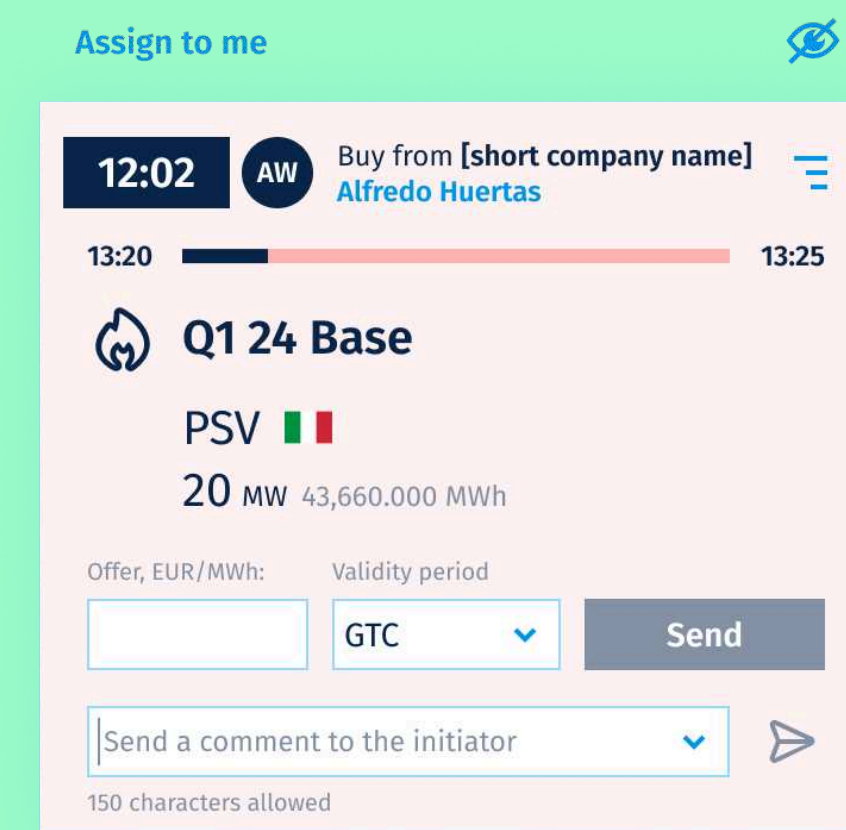 Assign to me
12:02 AW Buy from [short company name]
Alfredo Huertas
13:20 13:25
Q1 24 Base
PSV
20 MW 43,660.000 MWh
Offer, EUR/MWh: Validity period
GTC Send
Send a comment to the initiator
150 characters allowed